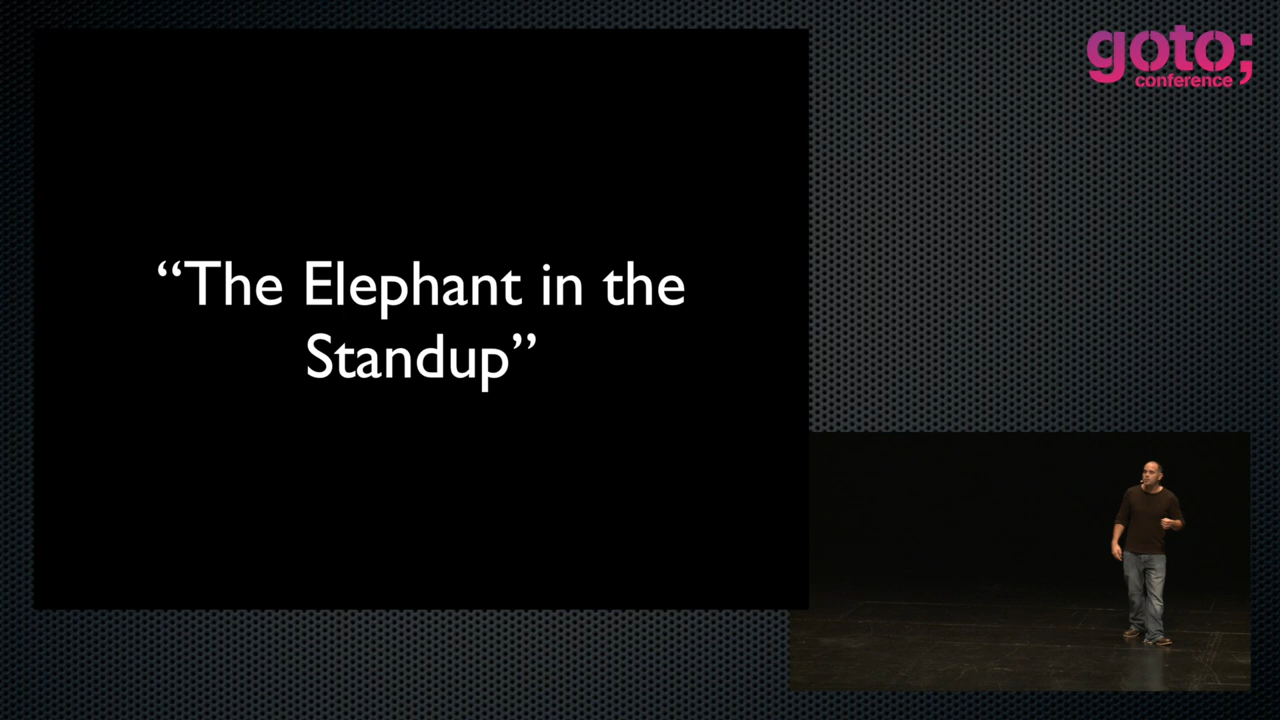 goto;
conference
“The Elephant in the
Standup”